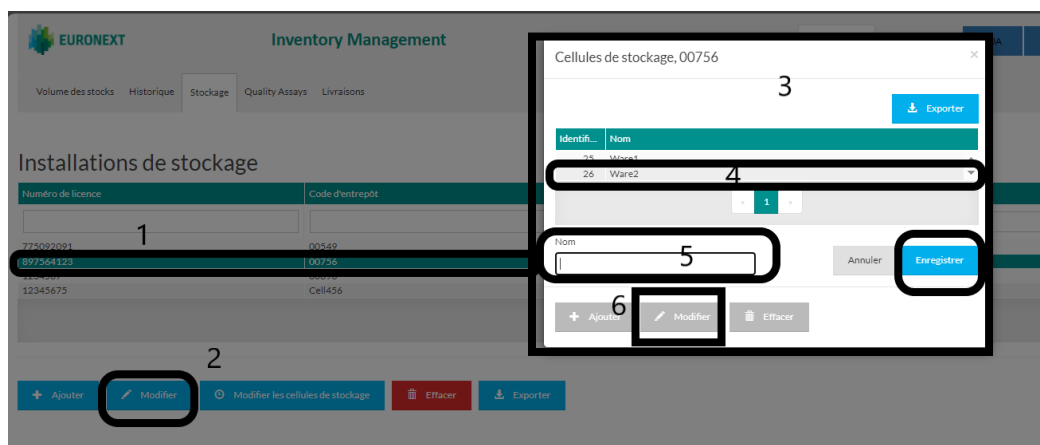 EURONEXT
Inventory Management
Volume des stocks Historique Stockage Quality Assays Livraisons
Installations de stockage
Numéro de licence Code d'entrepôt
1
775092091 00549
897564123 00756
12345675 Cell456
2
Ajouter Modifier Modifier les cellules de stockage Effacer Exporter
Cellules de stockage, 00756 ×
3
Exporter
Identifi... Nom
25 Ware1
26 Ware2
4
« 1 »
Nom
5
Annuler Enregistrer
6
Ajouter Modifier Effacer